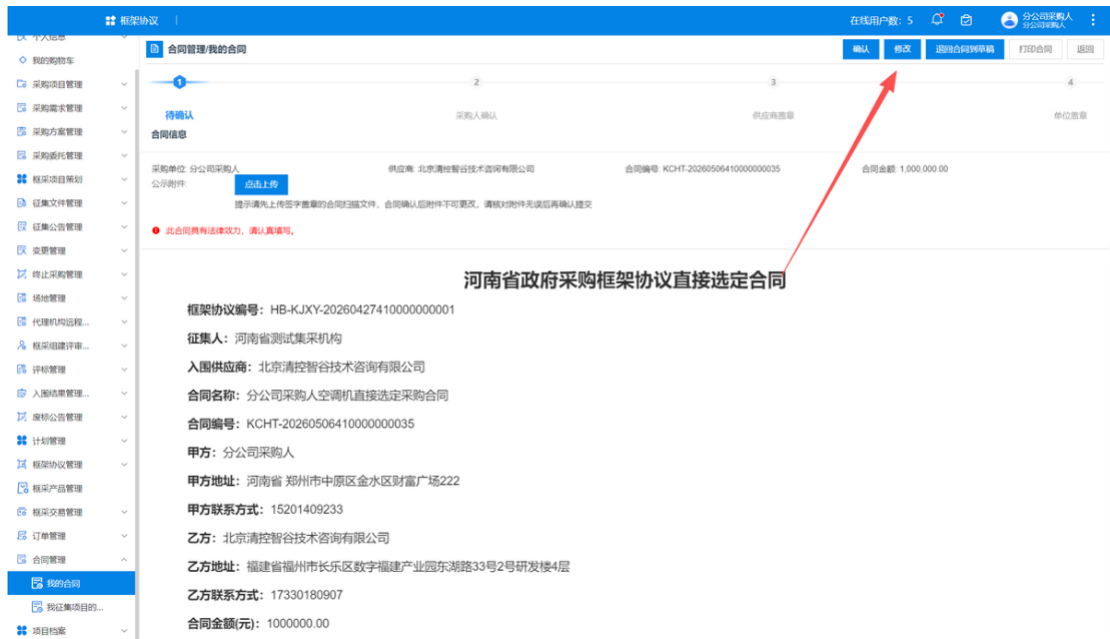 框架协议
在线用户数：5
分公司采购人
分公司采购人
个人信息
我的购物车
采购项目管理
采购需求管理
采购方案管理
采购委托管理
框采项目策划
征集文件管理
征集公告管理
变更管理
终止采购管理
场地管理
代理机构远程...
框采组建评审...
评标管理
入围结果管理...
废标公告管理
计划管理
框架协议管理
框采产品管理
框采交易管理
订单管理
合同管理
我的合同
我征集项目的...
项目档案
合同管理/我的合同
确认 修改 退回合同到草稿 打印合同 返回
1 2 3 4
待确认 采购人确认 供应商盖章 单位盖章
合同信息
采购单位: 分公司采购人 供应商: 北京清控智谷技术咨询有限公司 合同编号: KCHT-20260506410000000035 合同金额: 1,000,000.00
公示附件: 点击上传
提示请先上传签字盖章的合同扫描文件，合同确认后附件不可更改，请核对附件无误后再确认提交
此合同具有法律效力，请认真填写。
河南省政府采购框架协议直接选定合同
框架协议编号：HB-KJXY-20260427410000000001
征集人：河南省测试集采机构
入围供应商：北京清控智谷技术咨询有限公司
合同名称：分公司采购人空调机直接选定采购合同
合同编号：KCHT-20260506410000000035
甲方：分公司采购人
甲方地址：河南省 郑州市中原区金水区财富广场222
甲方联系方式：15201409233
乙方：北京清控智谷技术咨询有限公司
乙方地址：福建省福州市长乐区数字福建产业园东湖路33号2号研发楼4层
乙方联系方式：17330180907
合同金额(元)：1000000.00